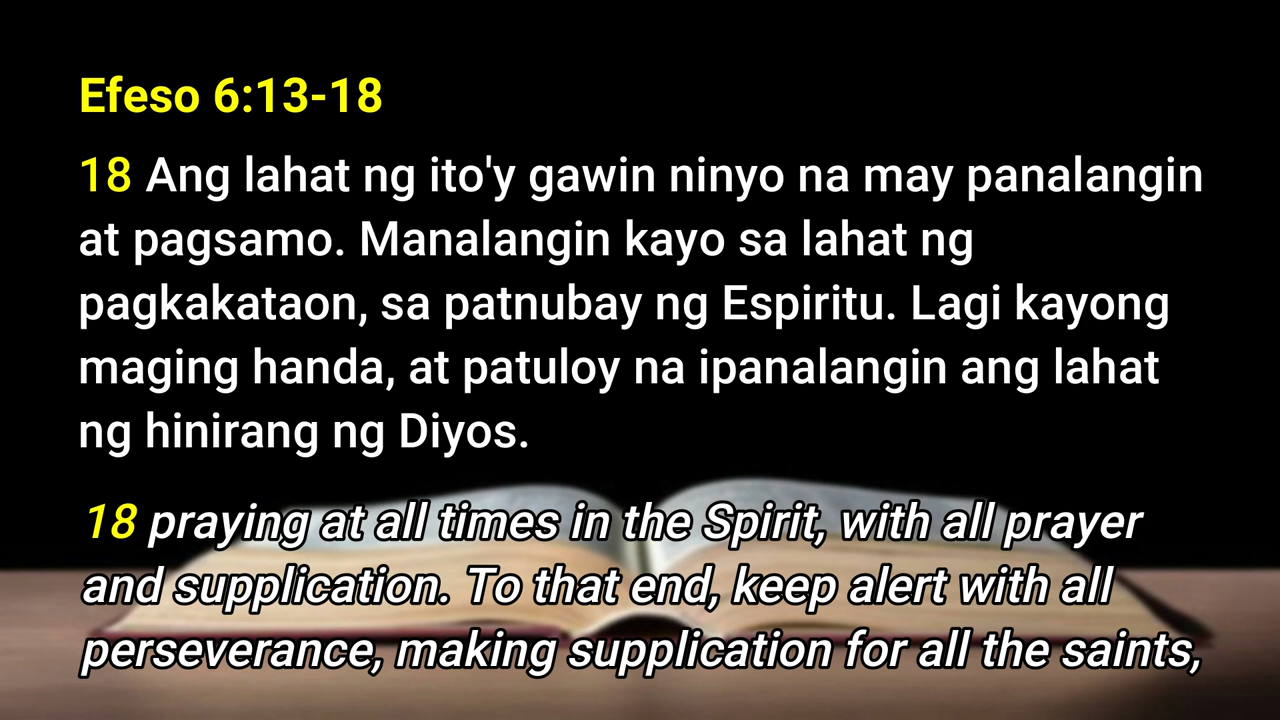 Efeso 6:13-18
18 Ang lahat ng ito'y gawin ninyo na may panalangin
at pagsamo. Manalangin kayo sa lahat ng
pagkakataon, sa patnubay ng Espiritu. Lagi kayong
maging handa, at patuloy na ipanalangin ang lahat
ng hinirang ng Diyos.
18 praying at all times in the Spirit, with all prayer
and supplication. To that end, keep alert with all
perseverance, making supplication for all the saints,